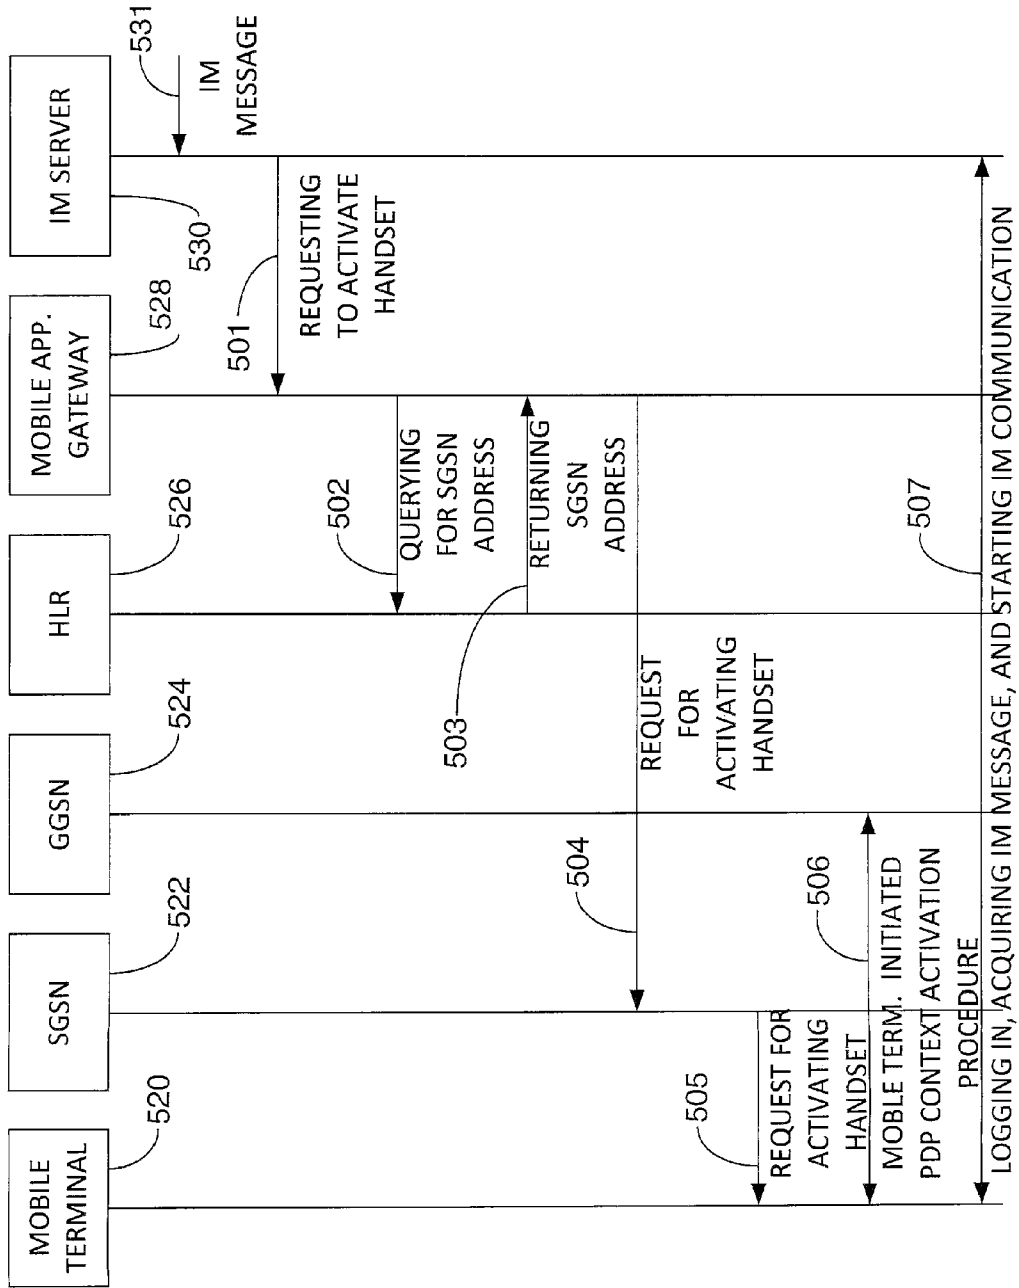 MOBILE
TERMINAL
520
SGSN
522
GGSN
524
HLR
526
MOBILE APP.
GATEWAY
528
IM SERVER
530
531
IM
MESSAGE
501
REQUESTING
TO ACTIVATE
HANDSET
502
QUERYING
FOR SGSN
ADDRESS
503
RETURNING
SGSN
ADDRESS
504
REQUEST
FOR
ACTIVATING
HANDSET
505
REQUEST FOR
ACTIVATING
HANDSET
506
MOBLE TERM. INITIATED
PDP CONTEXT ACTIVATION
PROCEDURE
507
LOGGING IN, ACQUIRING IM MESSAGE, AND STARTING IM COMMUNICATION